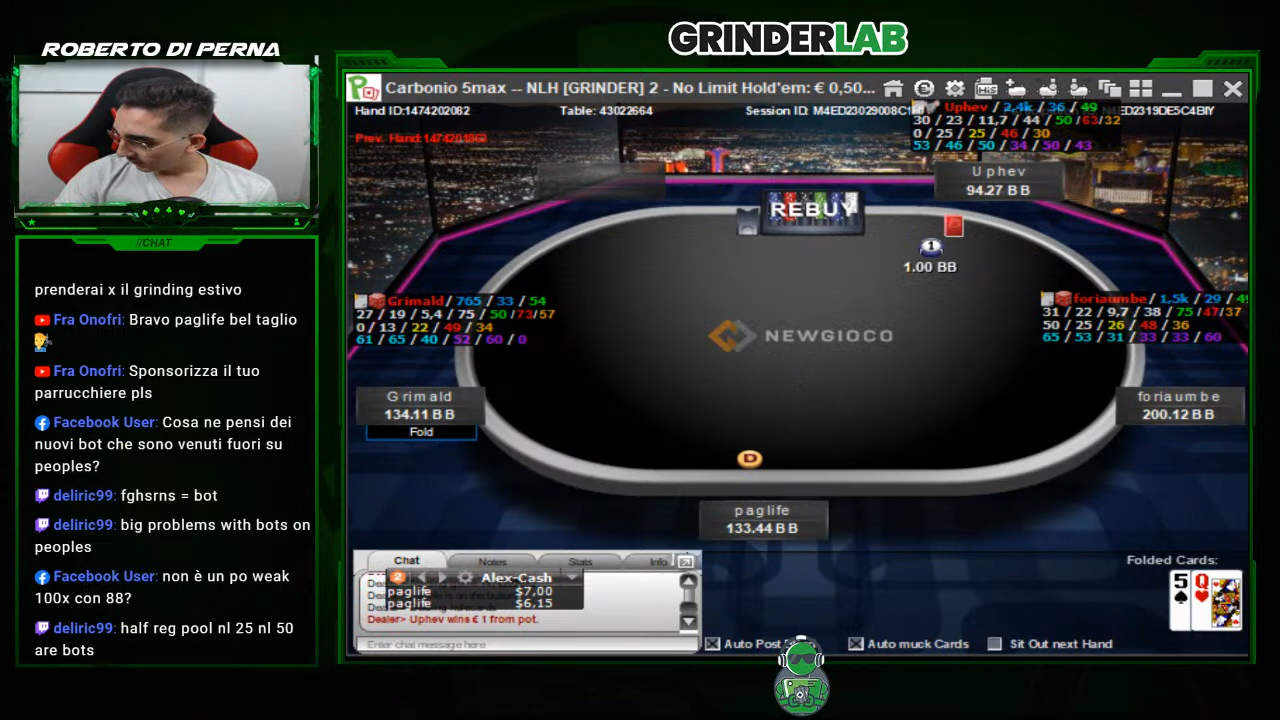 ROBERTO DI PERNA
GRINDERLAB
//CHAT
prenderai x il grinding estivo
Fra Onofri: Bravo paglife bel taglio
Fra Onofri: Sponsorizza il tuo
parrucchiere pls
Facebook User: Cosa ne pensi dei
nuovi bot che sono venuti fuori su
peoples?
deliric99: fghsrns = bot
deliric99: big problems with bots on
peoples
Facebook User: non è un po weak
100x con 88?
deliric99: half reg pool nl 25 nl 50
are bots
Carbonio 5max -- NLH [GRINDER] 2 - No Limit Hold'em: € 0,50...
Hand ID:1474202082
Table: 43022664
Uphev / 2,4k / 36 / 49
30 / 23 / 11,7 / 44 / 50 / 63/32
0 / 25 / 25 / 46 / 30
53 / 46 / 50 / 34 / 50 / 43
Uphev
94.27 BB
REBUY
1
1.00 BB
Grimald / 765 / 33 / 54
27 / 19 / 5,4 / 75 / 50 / 73/57
0 / 13 / 22 / 49 / 34
61 / 65 / 40 / 52 / 60 / 0
foriaumbe / 1,5k / 29 /
31 / 22 / 9,7 / 38 / 75 / 47/37
50 / 25 / 26 / 48 / 36
65 / 53 / 31 / 33 / 33 / 60
NEWGIOCO
Grimald
134.11 BB
Fold
foriaumbe
200.12 BB
D
paglife
133.44 BB
Chat
Notes
Stats
Info
2
Alex-Cash
paglife $7,00
paglife $6,15
Dealer> Uphev wins € 1 from pot.
Enter chat message here
Auto Post
Auto muck Cards
Sit Out next Hand
Folded Cards:
5
Q